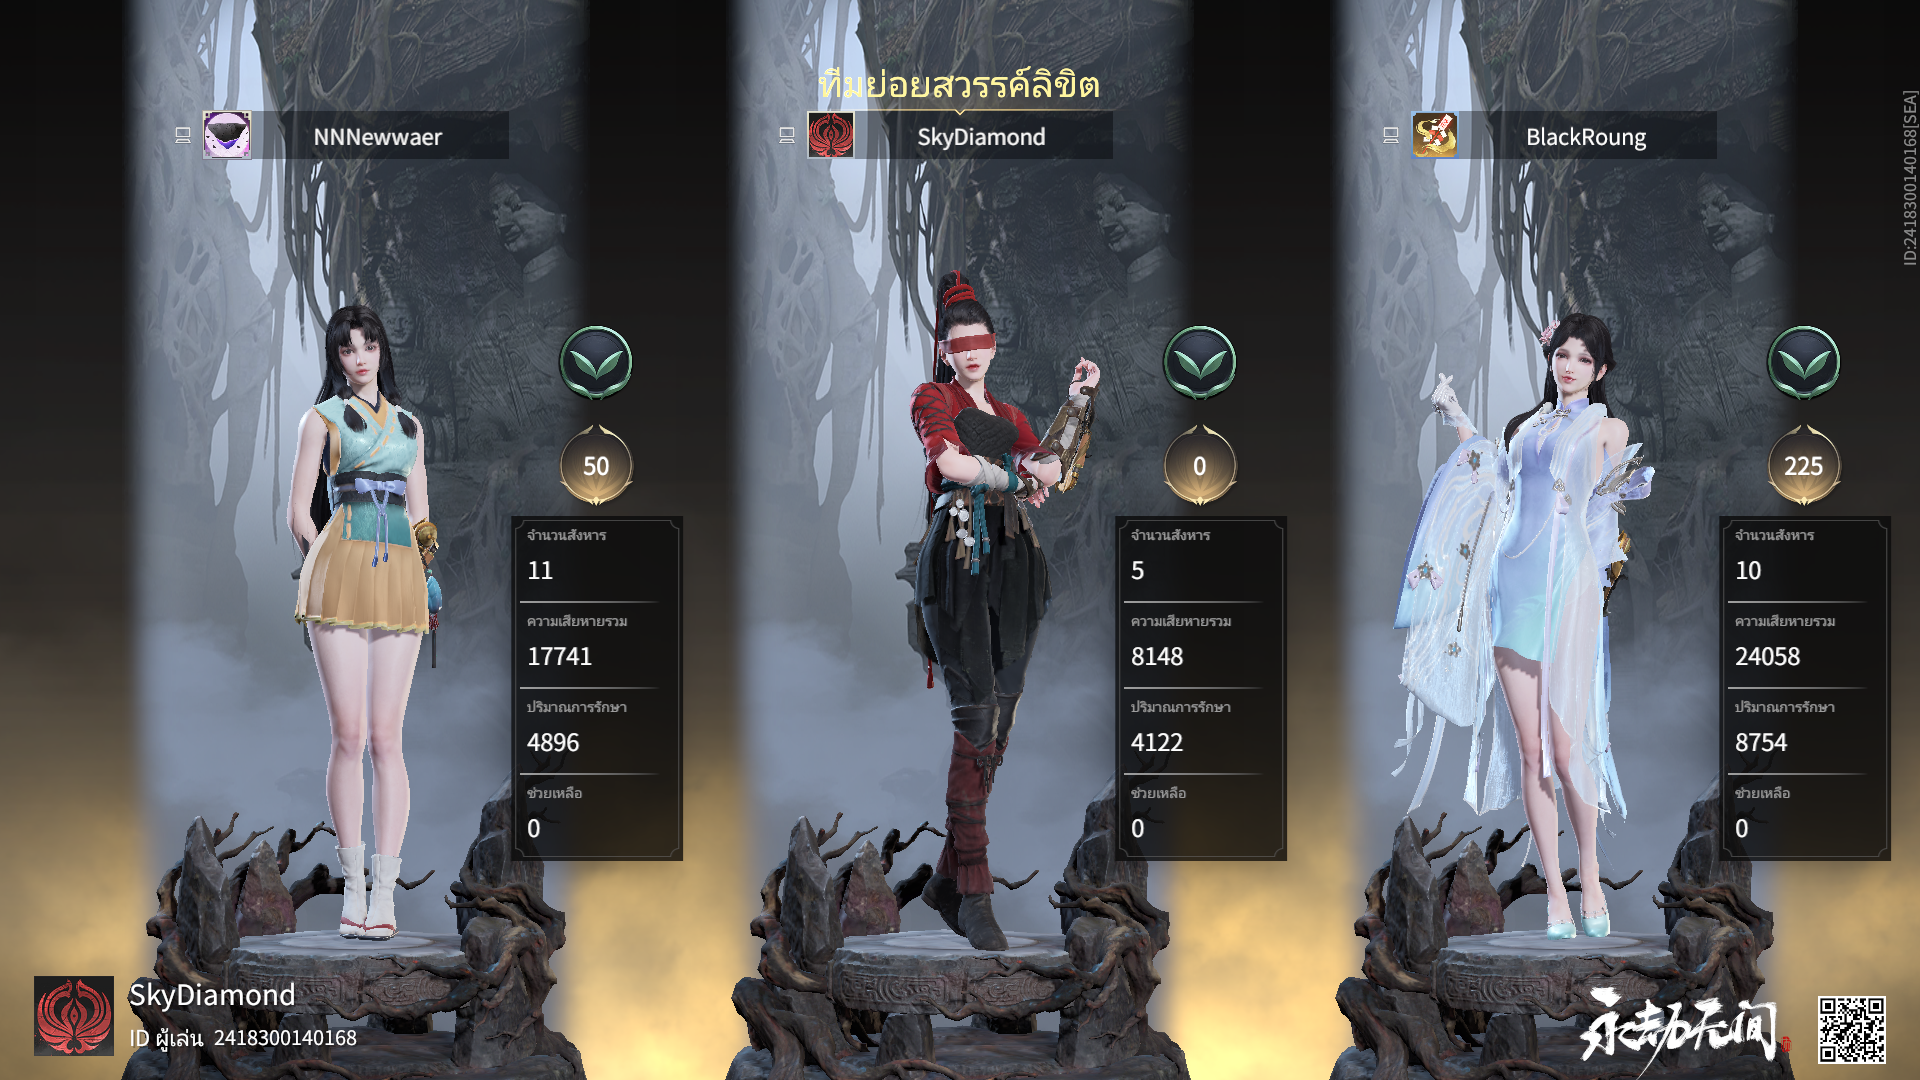 ทีมย่อยสวรรค์ลิขิต
NNNewwaer
SkyDiamond
BlackRoung
50
จำนวนสังหาร
11
ความเสียหายรวม
17741
ปริมาณการรักษา
4896
ช่วยเหลือ
0
0
จำนวนสังหาร
5
ความเสียหายรวม
8148
ปริมาณการรักษา
4122
ช่วยเหลือ
0
225
จำนวนสังหาร
10
ความเสียหายรวม
24058
ปริมาณการรักษา
8754
ช่วยเหลือ
0
SkyDiamond
ID ผู้เล่น 2418300140168
永劫无间
ID:2418300140168[SEA]